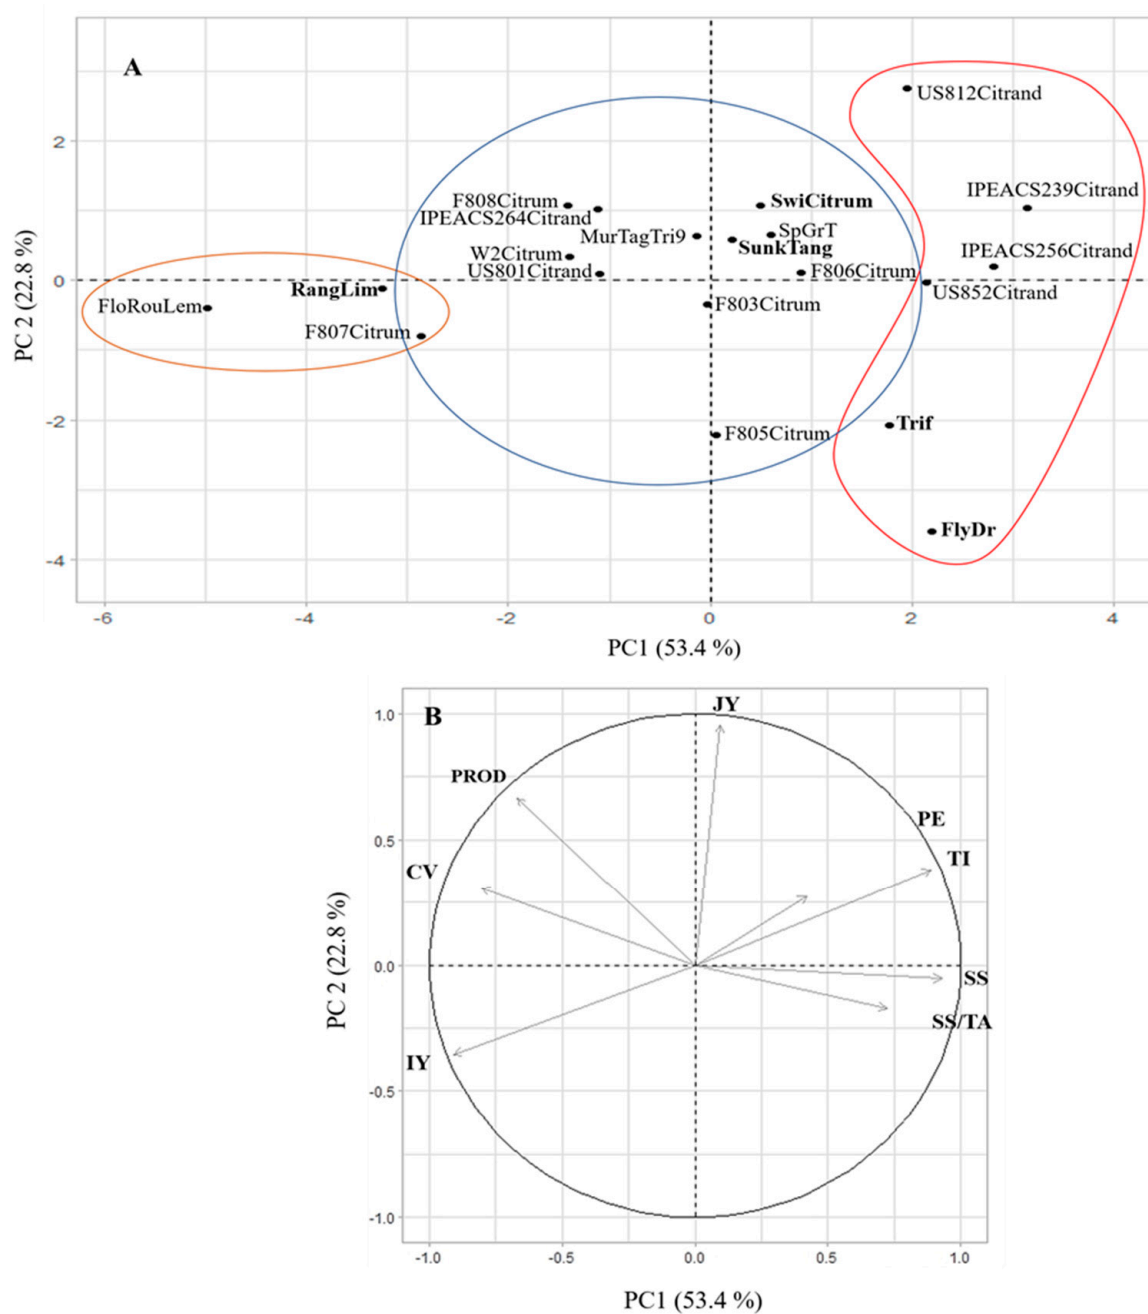 A
US812Citrand
IPEACS239Citrand
F808Citrum
SwiCitrum
IPEACS264Citrand
MurTagTri9
SpGrT
SunkTang
IPEACS256Citrand
W2Citrum
US801Citrand
F806Citrum
US852Citrand
RangLim
FloRouLem
F803Citrum
F807Citrum
Trif
F805Citrum
FlyDr
2
0
-2
-4
PC 2 (22.8 %)
-6
-4
-2
0
2
4
PC1 (53.4 %)
B
JY
PROD
PE
TI
CV
SS
SS/TA
IY
1.0
0.5
0.0
-0.5
-1.0
PC 2 (22.8 %)
-1.0
-0.5
0.0
0.5
1.0
PC1 (53.4 %)